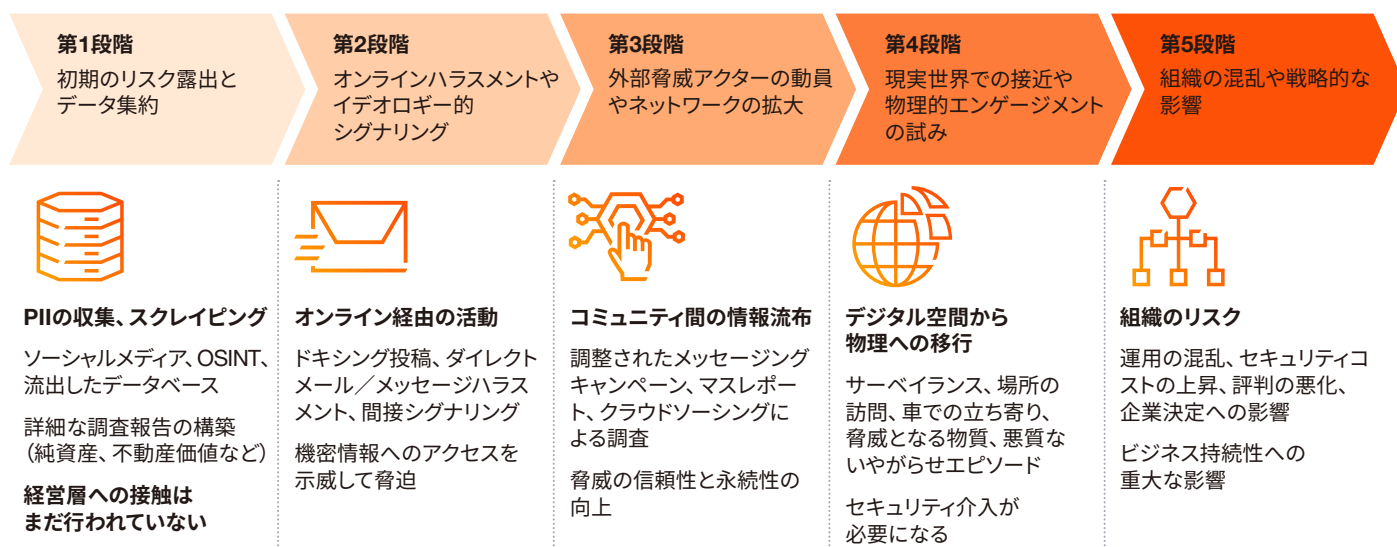 第1段階
初期のリスク露出と
データ集約
第2段階
オンラインハラスメントや
イデオロギー的
シグナリング
第3段階
外部脅威アクターの動員
やネットワークの拡大
第4段階
現実世界での接近や
物理的エンゲージメント
の試み
第5段階
組織の混乱や戦略的な
影響
PIIの収集、スクレイピング
ソーシャルメディア、OSINT、
流出したデータベース
詳細な調査報告の構築
（純資産、不動産価値など）
経営層への接触は
まだ行われていない
オンライン経由の活動
ドキシング投稿、ダイレクト
メール／メッセージハラス
メント、間接シグナリング
機密情報へのアクセスを
示威して脅迫
コミュニティ間の情報流布
調整されたメッセージング
キャンペーン、マスレポー
ト、クラウドソーシングに
よる調査
脅威の信頼性と永続性の
向上
デジタル空間から
物理への移行
サーベイランス、場所の
訪問、車での立ち寄り、
脅威となる物質、悪質な
いやがらせエピソード
セキュリティ介入が
必要になる
組織のリスク
運用の混乱、セキュリティコ
ストの上昇、評判の悪化、
企業決定への影響
ビジネス持続性への
重大な影響